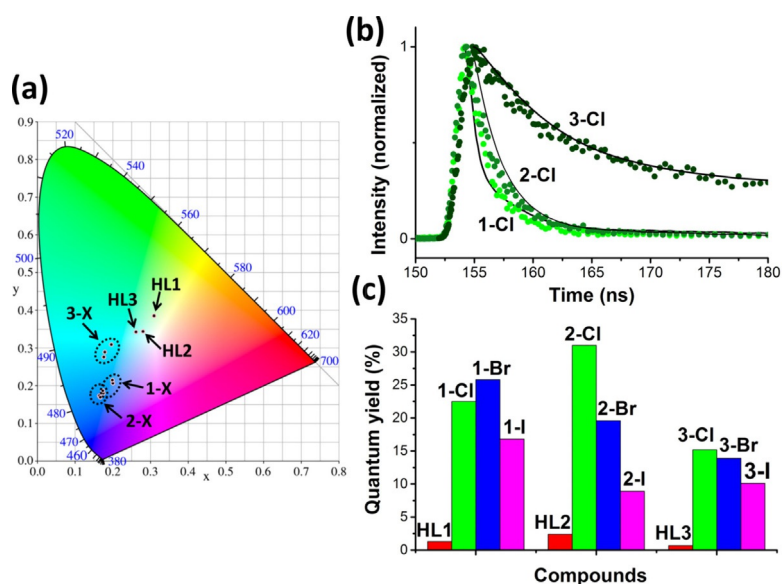 (a)
0.9
0.8
0.7
0.6
0.5
y
0.4
0.3
0.2
0.1
0.0
0.0 0.1 0.2 0.3 0.4 0.5 0.6 0.7 0.8
x
520
540
560
580
600
620
700
500
490
480
470
460
380
HL1
HL3
HL2
3-X
1-X
2-X
(b)
Intensity (normalized)
1
0
3-Cl
2-Cl
1-Cl
150 155 160 165 170 175 180
Time (ns)
(c)
Quantum yield (%)
35
30
25
20
15
10
5
0
HL1
1-Cl
1-Br
1-I
HL2
2-Cl
2-Br
2-I
HL3
3-Cl
3-Br
3-I
Compounds